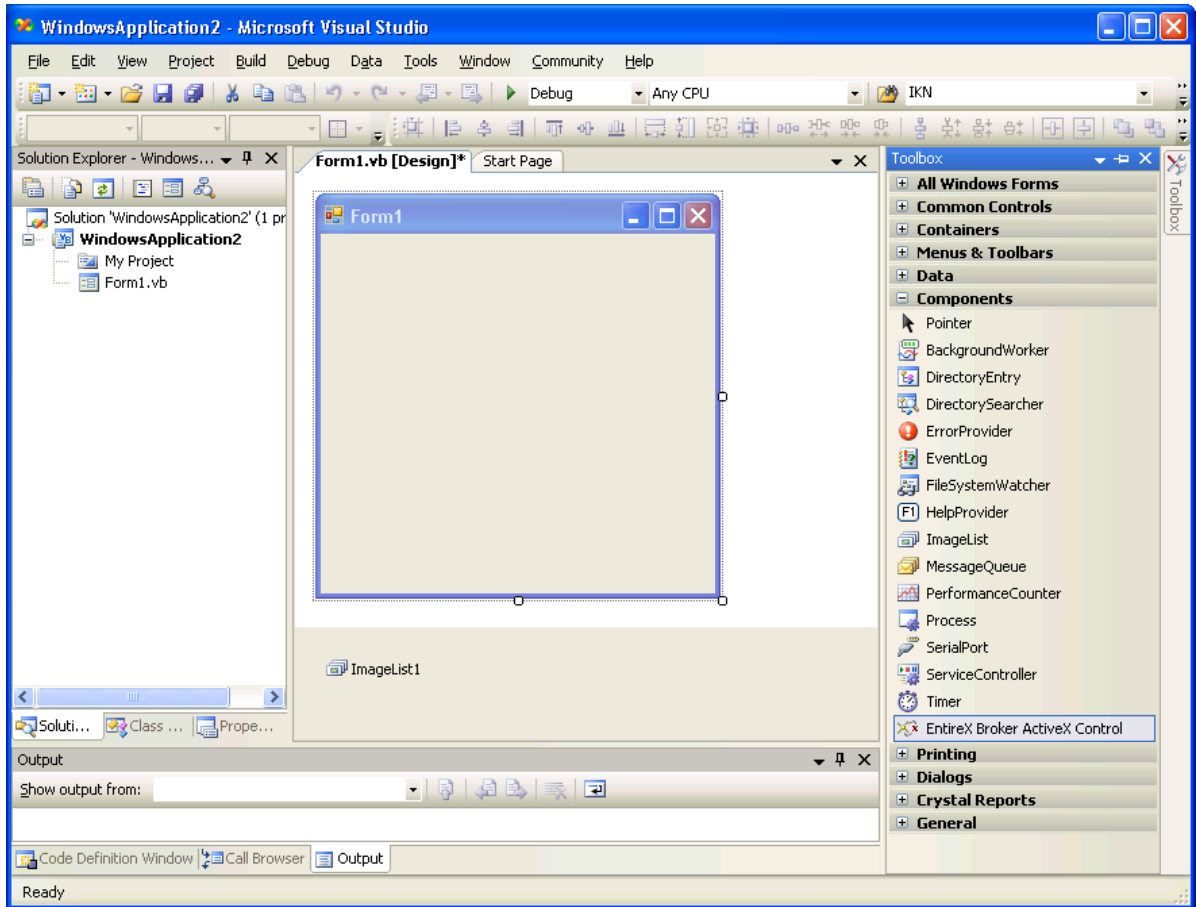 WindowsApplication2 - Microsoft Visual Studio
File Edit View Project Build Debug Data Tools Window Community Help
Debug Any CPU IKN
Solution Explorer - Windows...
Solution 'WindowsApplication2' (1 pr
WindowsApplication2
My Project
Form1.vb
Soluti... Class ... Prope...
Form1.vb [Design]* Start Page
Form1
ImageList1
Toolbox
All Windows Forms
Common Controls
Containers
Menus & Toolbars
Data
Components
Pointer
BackgroundWorker
DirectoryEntry
DirectorySearcher
ErrorProvider
EventLog
FileSystemWatcher
F1 HelpProvider
ImageList
MessageQueue
PerformanceCounter
Process
SerialPort
ServiceController
Timer
EntireX Broker ActiveX Control
Printing
Dialogs
Crystal Reports
General
Toolbox
Output
Show output from:
Code Definition Window Call Browser Output
Ready